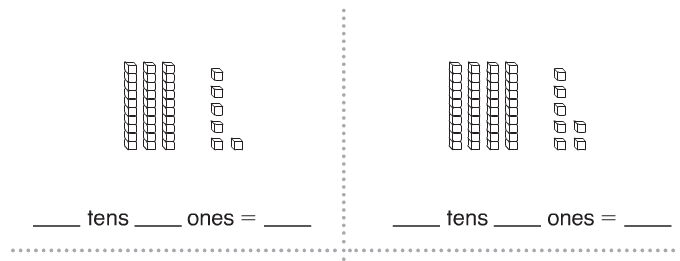 ____ tens ____ ones = ____
____ tens ____ ones = ____